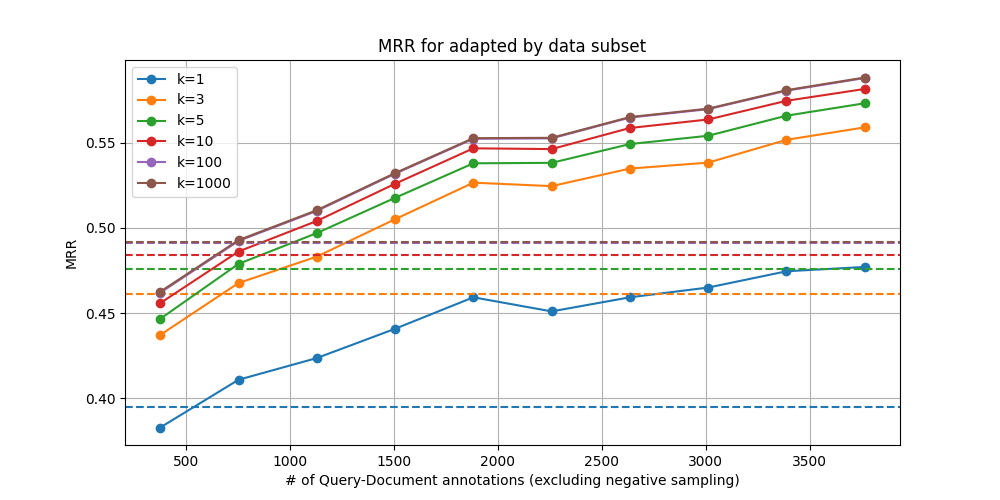 MRR for adapted by data subset
k=1
k=3
k=5
k=10
k=100
k=1000
0.55
0.50
0.45
0.40
MRR
500 1000 1500 2000 2500 3000 3500
# of Query-Document annotations (excluding negative sampling)